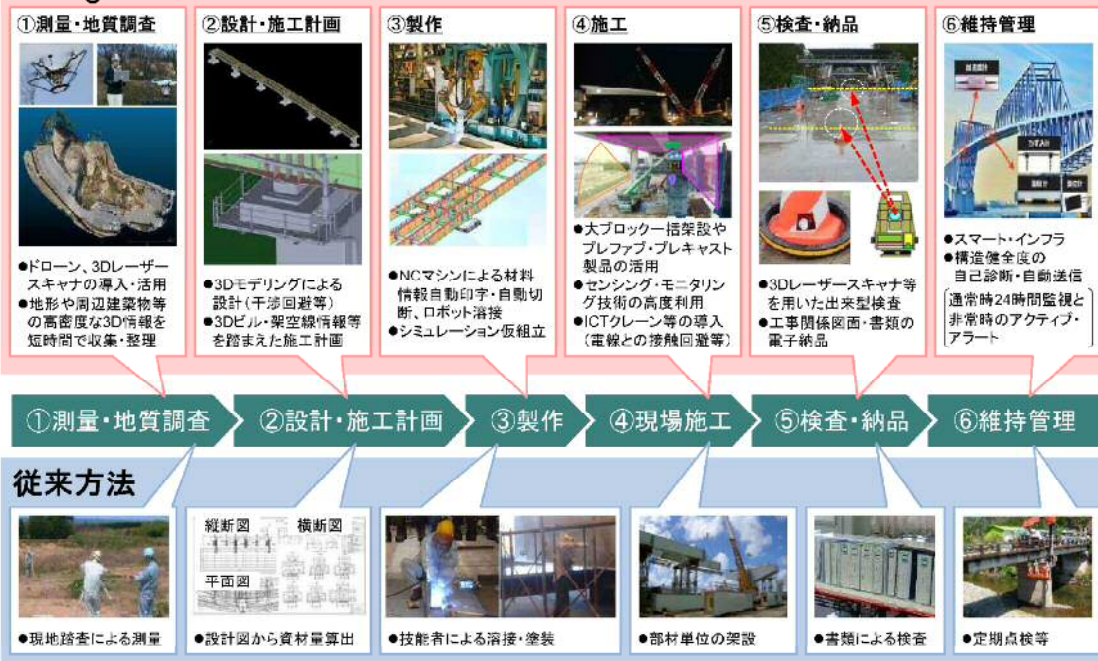 ①測量・地質調査
●ドローン、3Dレーザー
スキャナの導入・活用
●地形や周辺建築物等
の高密度な3D情報を
短時間で収集・整理
②設計・施工計画
●3Dモデリングによる
設計(干渉回避等)
●3Dビル・架空線情報等
を踏まえた施工計画
③製作
●NCマシンによる材料
情報自動印字・自動切
断、ロボット溶接
●シミュレーション仮組立
④施工
●大ブロック一括架設や
プレファブ・プレキャスト
製品の活用
●センシング・モニタリン
グ技術の高度利用
●ICTクレーン等の導入
(電線との接触回避等)
⑤検査・納品
●3Dレーザースキャナ等
を用いた出来型検査
●工事関係図面・書類の
電子納品
⑥維持管理
●スマート・インフラ
●構造健全度の
自己診断・自動送信
通常時24時間監視と
非常時のアクティブ・
アラート
①測量・地質調査
②設計・施工計画
③製作
④現場施工
⑤検査・納品
⑥維持管理
従来方法
●現地踏査による測量
縦断図
横断図
平面図
●設計図から資材量算出
●技能者による溶接・塗装
●部材単位の架設
●書類による検査
●定期点検等